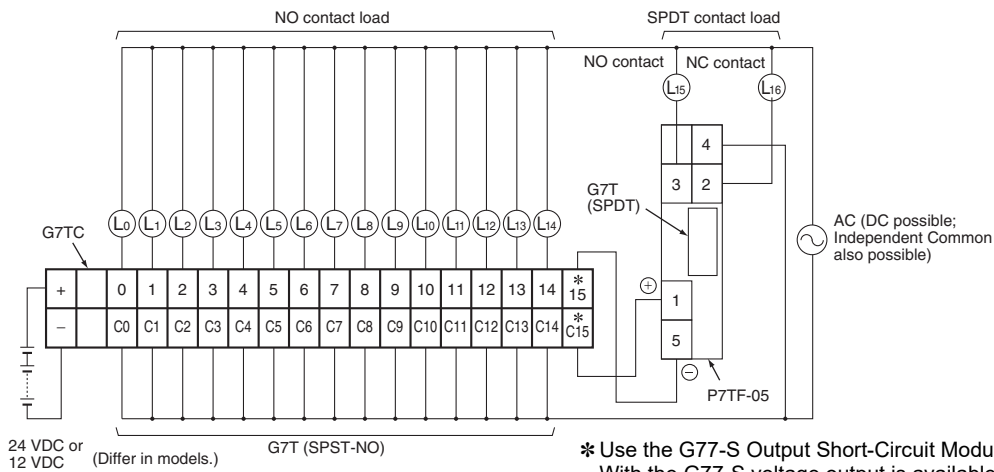 NO contact load
SPDT contact load
NO contact
NC contact
L15
L16
4
3 2
G7T
(SPDT)
AC (DC possible;
Independent Common
also possible)
L0 L1 L2 L3 L4 L5 L6 L7 L8 L9 L10 L11 L12 L13 L14
G7TC
+ 0 1 2 3 4 5 6 7 8 9 10 11 12 13 14 * 15
− C0 C1 C2 C3 C4 C5 C6 C7 C8 C9 C10 C11 C12 C13 C14 * C15
+
1
5
−
P7TF-05
24 VDC or
12 VDC
(Differ in models.)
G7T (SPST-NO)
* Use the G77-S Output Short-Circuit Modu
With the G77-S voltage output is available